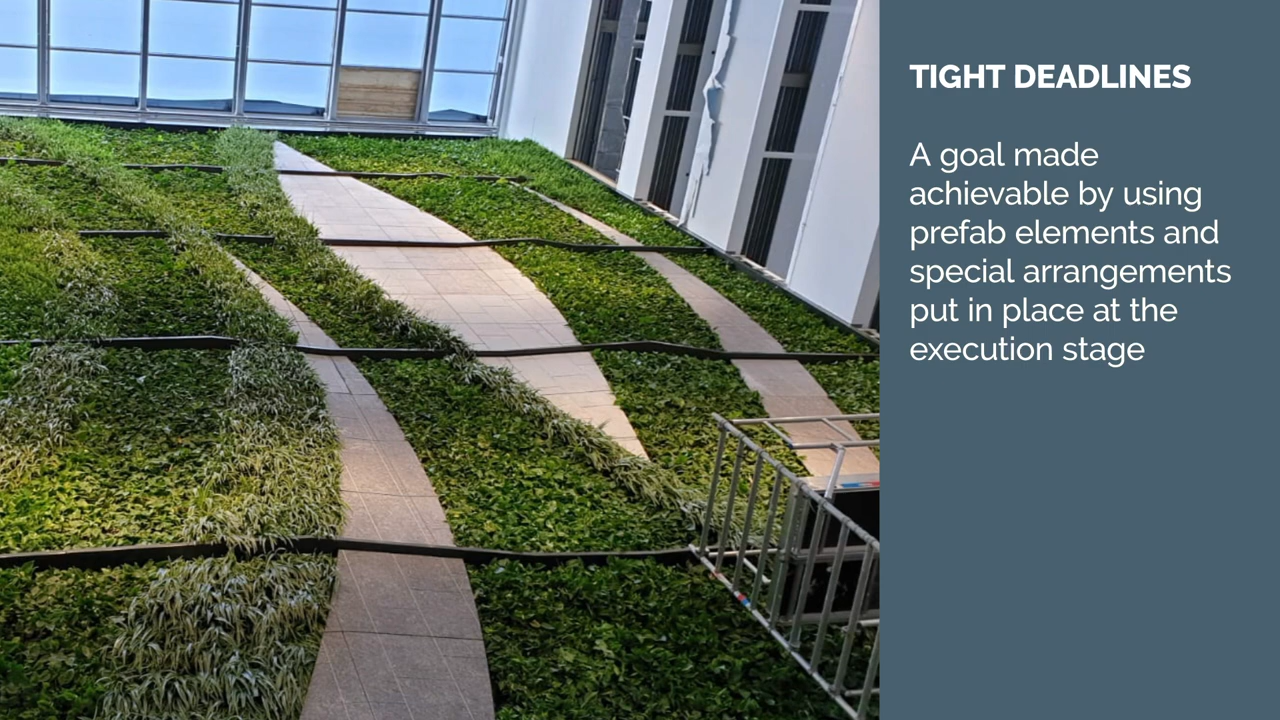 TIGHT DEADLINES
A goal made
achievable by using
prefab elements and
special arrangements
put in place at the
execution stage